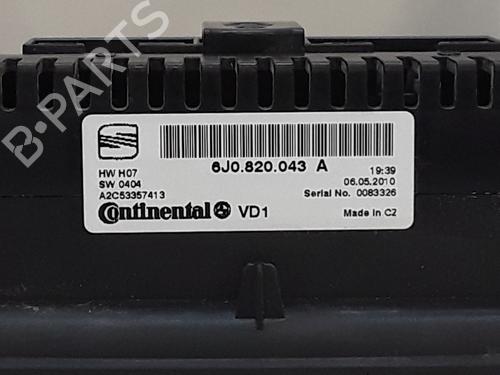 B-PARTS
6J0.820.043 A
HW H07
SW 0404
A2C53357413
19:39
06.05.2010
Serial No. 0083326
Continental VD1
Made in CZ